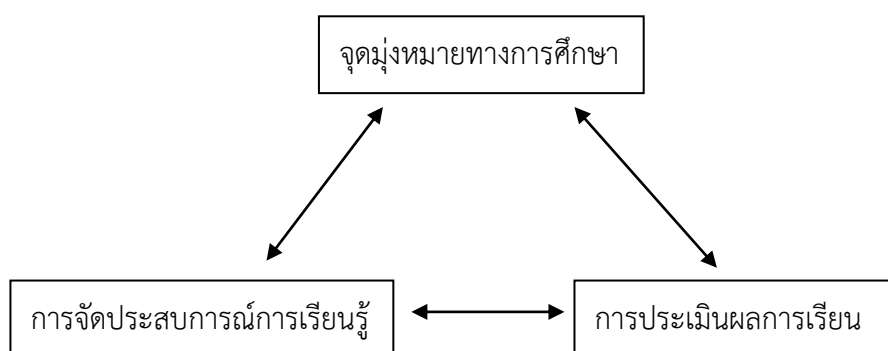 จุดมุ่งหมายทางการศึกษา
การจัดประสบการณ์การเรียนรู้
การประเมินผลการเรียน